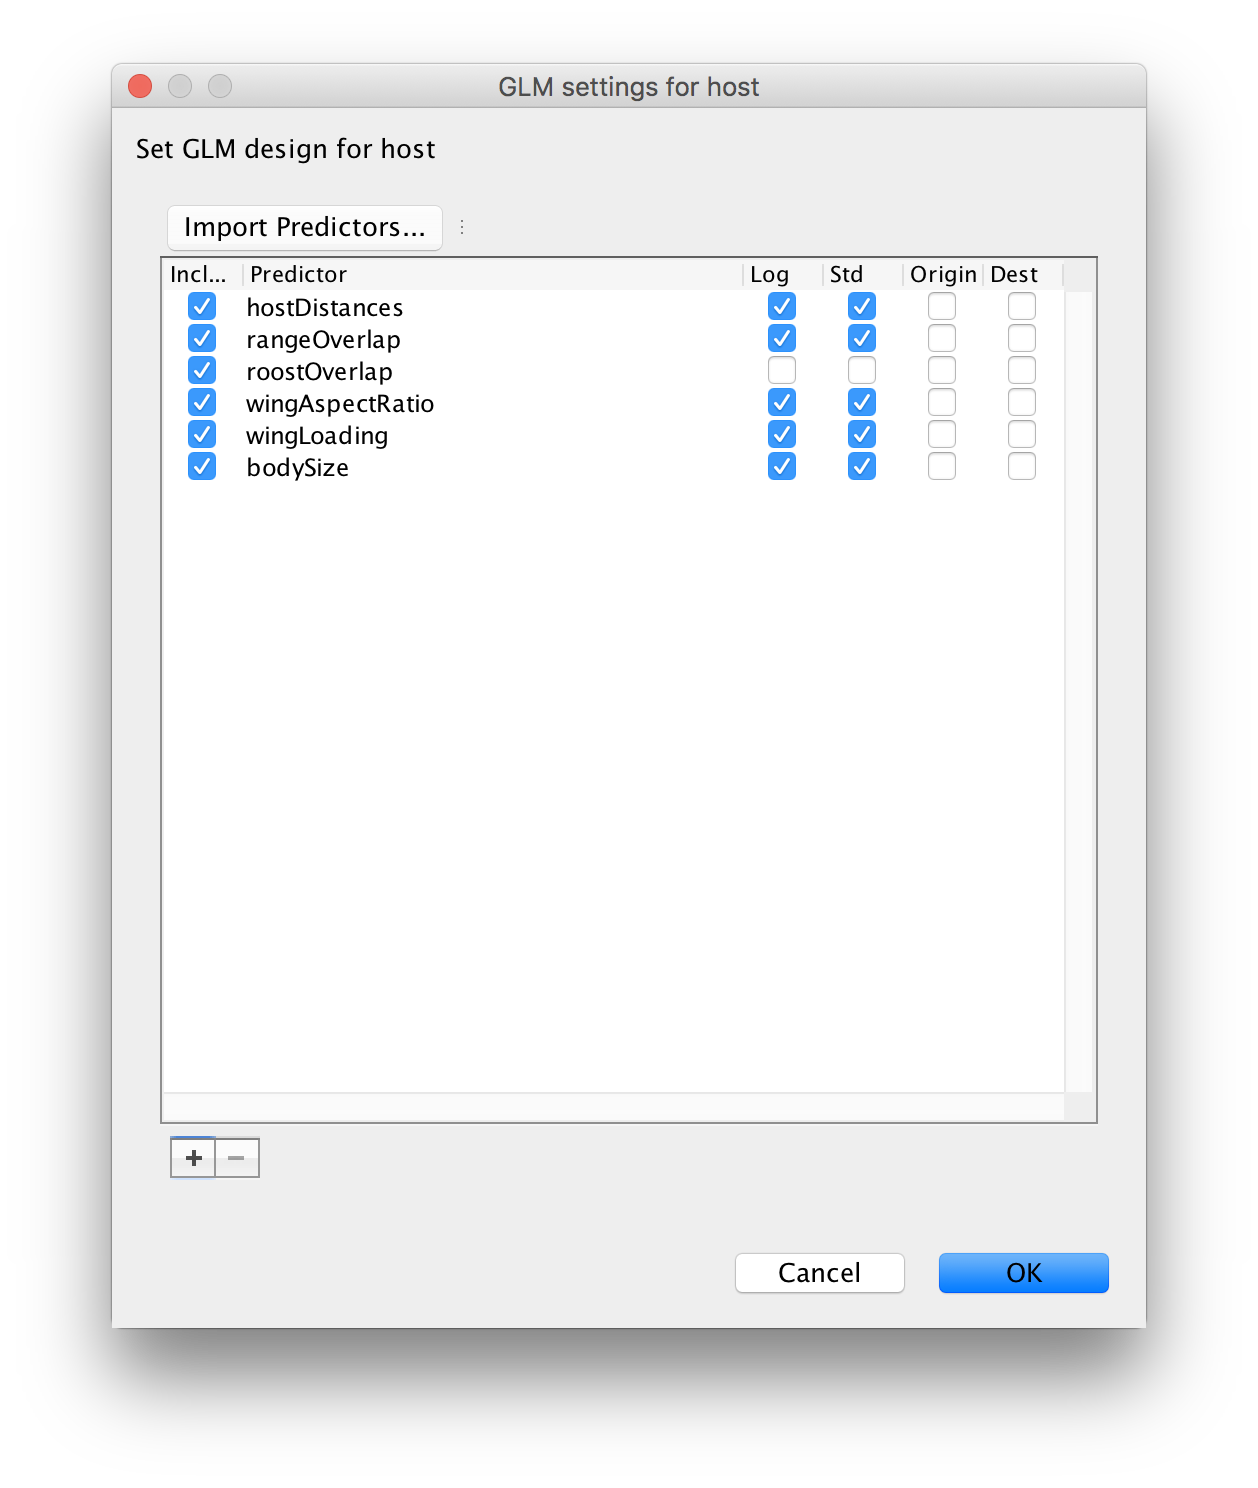 GLM settings for host
Set GLM design for host
Import Predictors...
Incl... Predictor Log Std Origin Dest
hostDistances
rangeOverlap
roostOverlap
wingAspectRatio
wingLoading
bodySize
+ −
Cancel OK